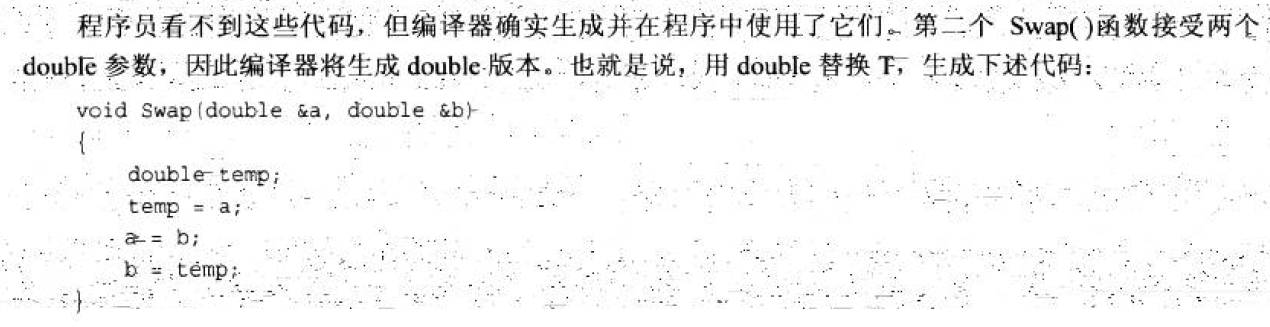 程序员看不到这些代码，但编译器确实生成并在程序中使用了它们。第二个 Swap( )函数接受两个
double 参数，因此编译器将生成 double 版本。也就是说，用 double 替换 T，生成下述代码：
void Swap(double &a, double &b)
{
    double temp;
    temp = a;
    a = b;
    b = temp;
}